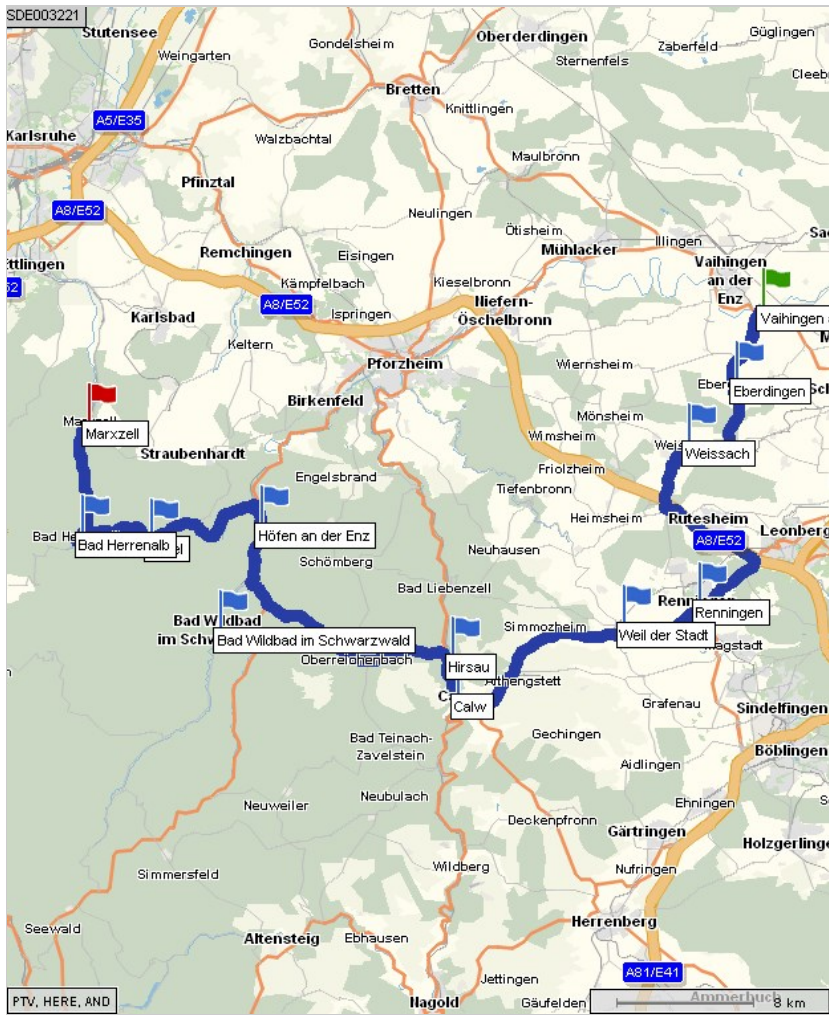 SDE003221
Stutensee
Weingarten
Gondelsheim
Oberderdingen
Sternenfels
Güglingen
Zaberfeld
Bretten
Knittlingen
A5/E35
Karlsruhe
Walzbachtal
Maulbronn
Pfinztal
A8/E52
Neulingen
Ötisheim
Illingen
Mühlacker
Remchingen
Eisingen
Ettlingen
Kämpfelbach
Kieselbronn
Vaihingen
an der
Enz
A8/E52
Niefern-
Öschelbronn
Karlsbad
Ispringen
Vaihingen
Keltern
Pforzheim
Wiernsheim
Birkenfeld
Eberdingen
Mönsheim
Marxzell
Straubenhardt
Wimsheim
Weissach
Friolzheim
Engelsbrand
Tiefenbronn
Heimsheim
Rutesheim
Leonberg
Höfen an der Enz
A8/E52
Bad Herrenalb
Neuhausen
Schömberg
Bad Liebenzell
Renningen
Bad Wildbad
Simmozheim
Weil der Stadt
Bad Wildbad im Schwarzwald
Magstadt
Oberreichenbach
Hirsau
Althengstett
Calw
Grafenau
Sindelfingen
Gechingen
Bad Teinach-
Zavelstein
Böblingen
Aidlingen
Neubulach
Neuweiler
Ehningen
Deckenpfronn
Gärtringen
Holzgerlingen
Simmersfeld
Wildberg
Nufringen
Seewald
Herrenberg
Altensteig
Ebhausen
A81/E41
Jettingen
PTV, HERE, AND
Nagold
Gäufelden
Ammerbuch
8 km